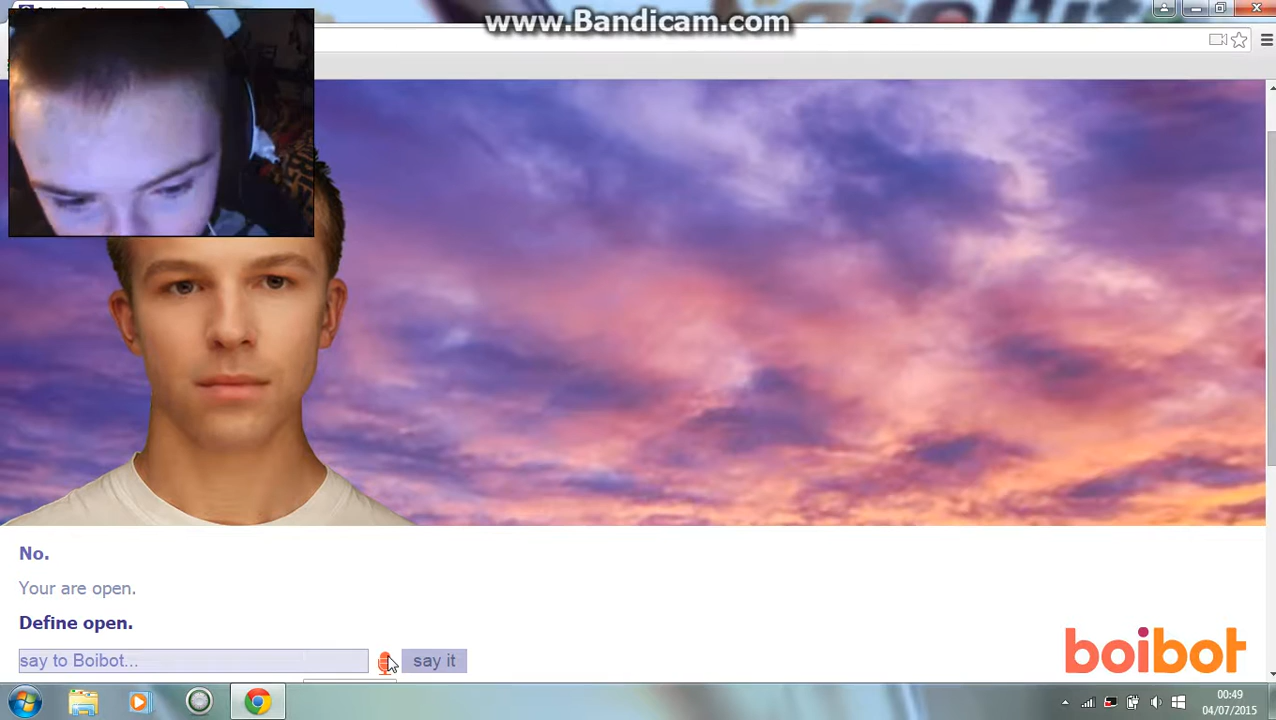 www.Bandicam.com
No.
Your are open.
Define open.
say to Boibot...
say it
boibot
00:49
04/07/2015